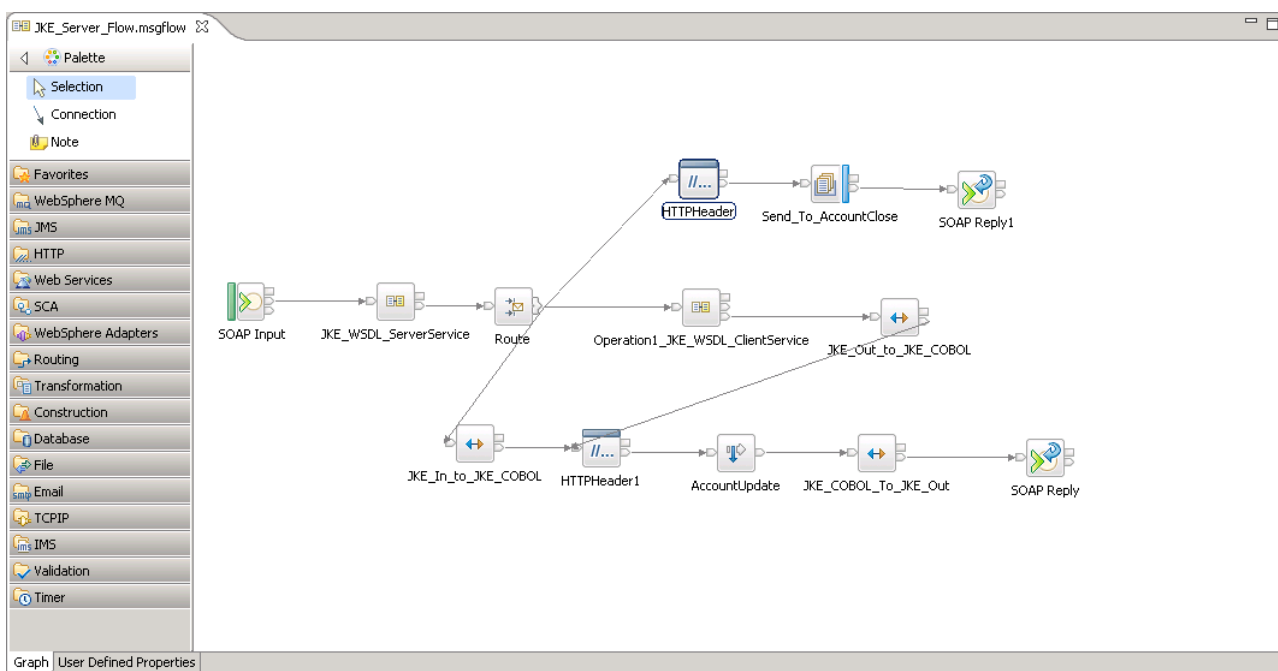 JKE_Server_Flow.msgflow
Palette
Selection
Connection
Note
Favorites
WebSphere MQ
JMS
HTTP
Web Services
SCA
WebSphere Adapters
Routing
Transformation
Construction
Database
File
Email
TCPIP
IMS
Validation
Timer
//...
HTTPHeader
Send_To_AccountClose
SOAP Reply1
SOAP Input
JKE_WSDL_ServerService
Route
Operation1_JKE_WSDL_ClientService
JKE_Out_to_JKE_COBOL
JKE_In_to_JKE_COBOL
//...
HTTPHeader1
AccountUpdate
JKE_COBOL_To_JKE_Out
SOAP Reply
Graph User Defined Properties